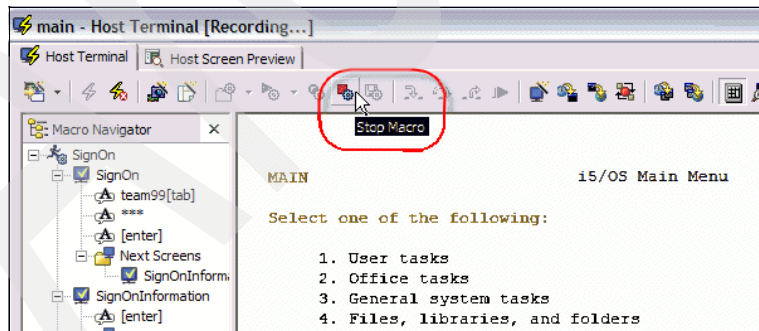 main - Host Terminal [Recording...]
Host Terminal Host Screen Preview
Macro Navigator
Stop Macro
SignOn
SignOn
team99[tab]
***
[enter]
Next Screens
SignOnInform
SignOnInformation
[enter]
MAIN i5/OS Main Menu
Select one of the following:
1. User tasks
2. Office tasks
3. General system tasks
4. Files, libraries, and folders